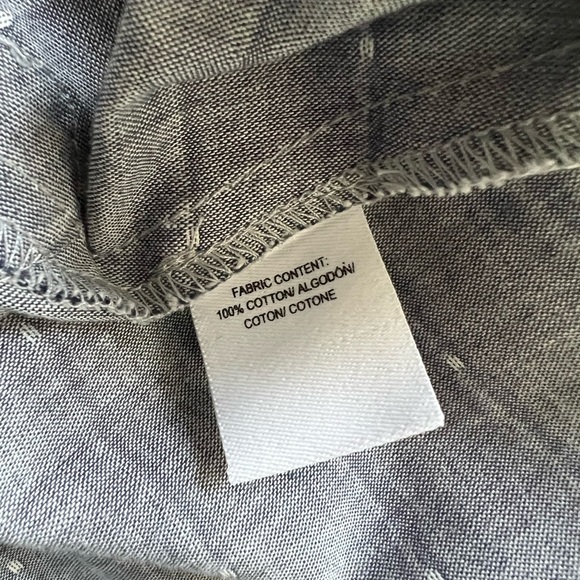 FABRIC CONTENT:
100% COTTON/ ALGODÓN/
COTON/ COTONE